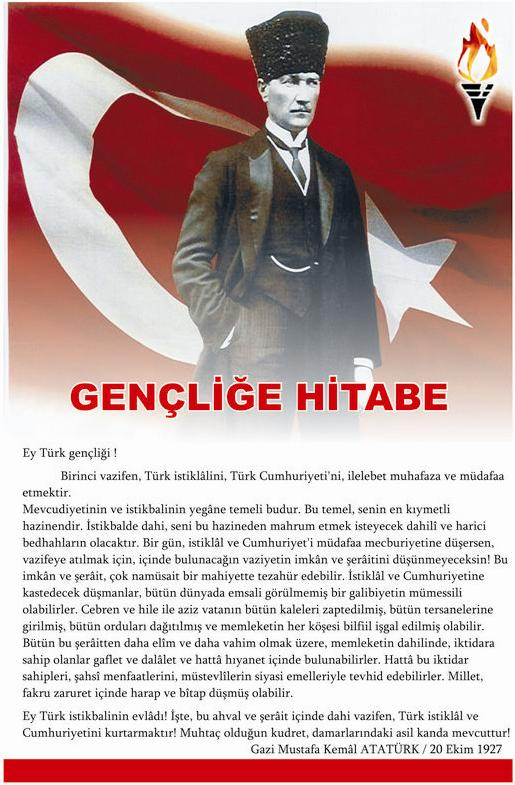 GENÇLİĞE HİTABE
Ey Türk gençliği !
Birinci vazifen, Türk istiklâlini, Türk Cumhuriyeti'ni, ilelebet muhafaza ve müdafaa
etmektir.
Mevcudiyetinin ve istikbalinin yegâne temeli budur. Bu temel, senin en kıymetli
hazinendir. İstikbalde dahi, seni bu hazineden mahrum etmek isteyecek dahilî ve harici
bedhahların olacaktır. Bir gün, istiklâl ve Cumhuriyet'i müdafaa mecburiyetine düşersen,
vazifeye atılmak için, içinde bulunacağın vaziyetin imkân ve şerâitini düşünmeyeceksin! Bu
imkân ve şerâit, çok namüsait bir mahiyette tezahür edebilir. İstiklâl ve Cumhuriyetine
kastedecek düşmanlar, bütün dünyada emsali görülmemiş bir galibiyetin mümessili
olabilirler. Cebren ve hile ile aziz vatanın bütün kaleleri zaptedilmiş, bütün tersanelerine
girilmiş, bütün orduları dağıtılmış ve memleketin her köşesi bilfiil işgal edilmiş olabilir.
Bütün bu şerâitten daha elîm ve daha vahim olmak üzere, memleketin dahilinde, iktidara
sahip olanlar gaflet ve dalâlet ve hattâ hıyanet içinde bulunabilirler. Hattâ bu iktidar
sahipleri, şahsî menfaatlerini, müstevlîlerin siyasi emelleriyle tevhid edebilirler. Millet,
fakru zaruret içinde harap ve bîtap düşmüş olabilir.
Ey Türk istikbalinin evlâdı! İşte, bu ahval ve şerâit içinde dahi vazifen, Türk istiklâl ve
Cumhuriyetini kurtarmaktır! Muhtaç olduğun kudret, damarlarındaki asil kanda mevcuttur!
Gazi Mustafa Kemâl ATATÜRK / 20 Ekim 1927